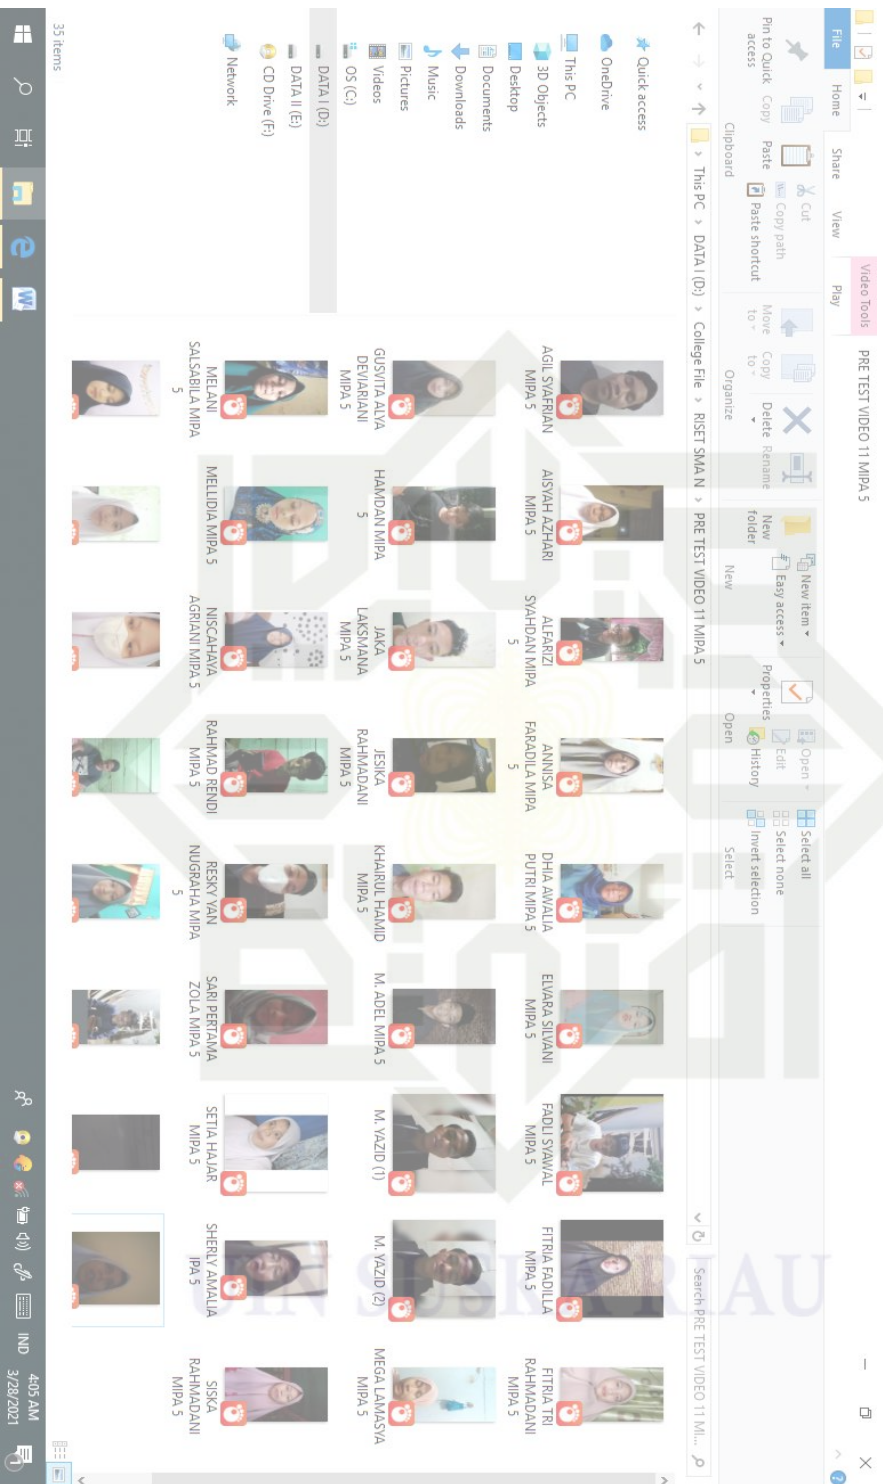 Video Tools
PRE TEST VIDEO 11 MIPA 5
File
Home
Share
View
Play
Pin to Quick
access
Copy
Paste
Cut
Copy path
Paste shortcut
Clipboard
Move
to
Copy
to
Delete
Rename
Organize
New
folder
New item
Easy access
New
Properties
Open
Edit
History
Open
Select all
Select none
Invert selection
Select
This PC > DATA I (D:) > College File > RISET SMA N > PRE TEST VIDEO 11 MIPA 5
Search PRE TEST VIDEO 11 MI...
Quick access
OneDrive
This PC
3D Objects
Desktop
Documents
Downloads
Music
Pictures
Videos
OS (C:)
DATA I (D:)
DATA II (E:)
CD Drive (F:)
Network
AGIL SYAFRIAN
MIPA 5
AISYAH AZHARI
MIPA 5
ALFARIZI
SYAHDAN MIPA
5
ANNISA
FARADILA MIPA
5
DHIA AWALIA
PUTRI MIPA 5
ELVARA SILVANI
MIPA 5
FADLI SYAWAL
MIPA 5
FITRIA FADILLA
MIPA 5
FITRIA TRI
RAHMADANI
MIPA 5
GUSVITA ALYA
DEVIARIANI
MIPA 5
HAMDAN MIPA
5
JAKA
LAKSMANA
MIPA 5
JESIKA
RAHMADANI
MIPA 5
KHAIRUL HAMID
MIPA 5
M. ADEL MIPA 5
M. YAZID (1)
M. YAZID (2)
MEGA LAMASYA
MIPA 5
MELANI
SALSABILA MIPA
5
MELLIDIA MIPA 5
NISCAHAYA
AGRIANI MIPA 5
RAHMAD RENDI
MIPA 5
RESKY YAN
NUGRAHA MIPA
5
SARI PERTAMA
ZOLA MIPA 5
SETIA HAJAR
MIPA 5
SHERLY AMALIA
IPA 5
SISKA
RAHMADANI
MIPA 5
35 items
IND
4:05 AM
3/28/2021
1
UIN SUSKA RIAU